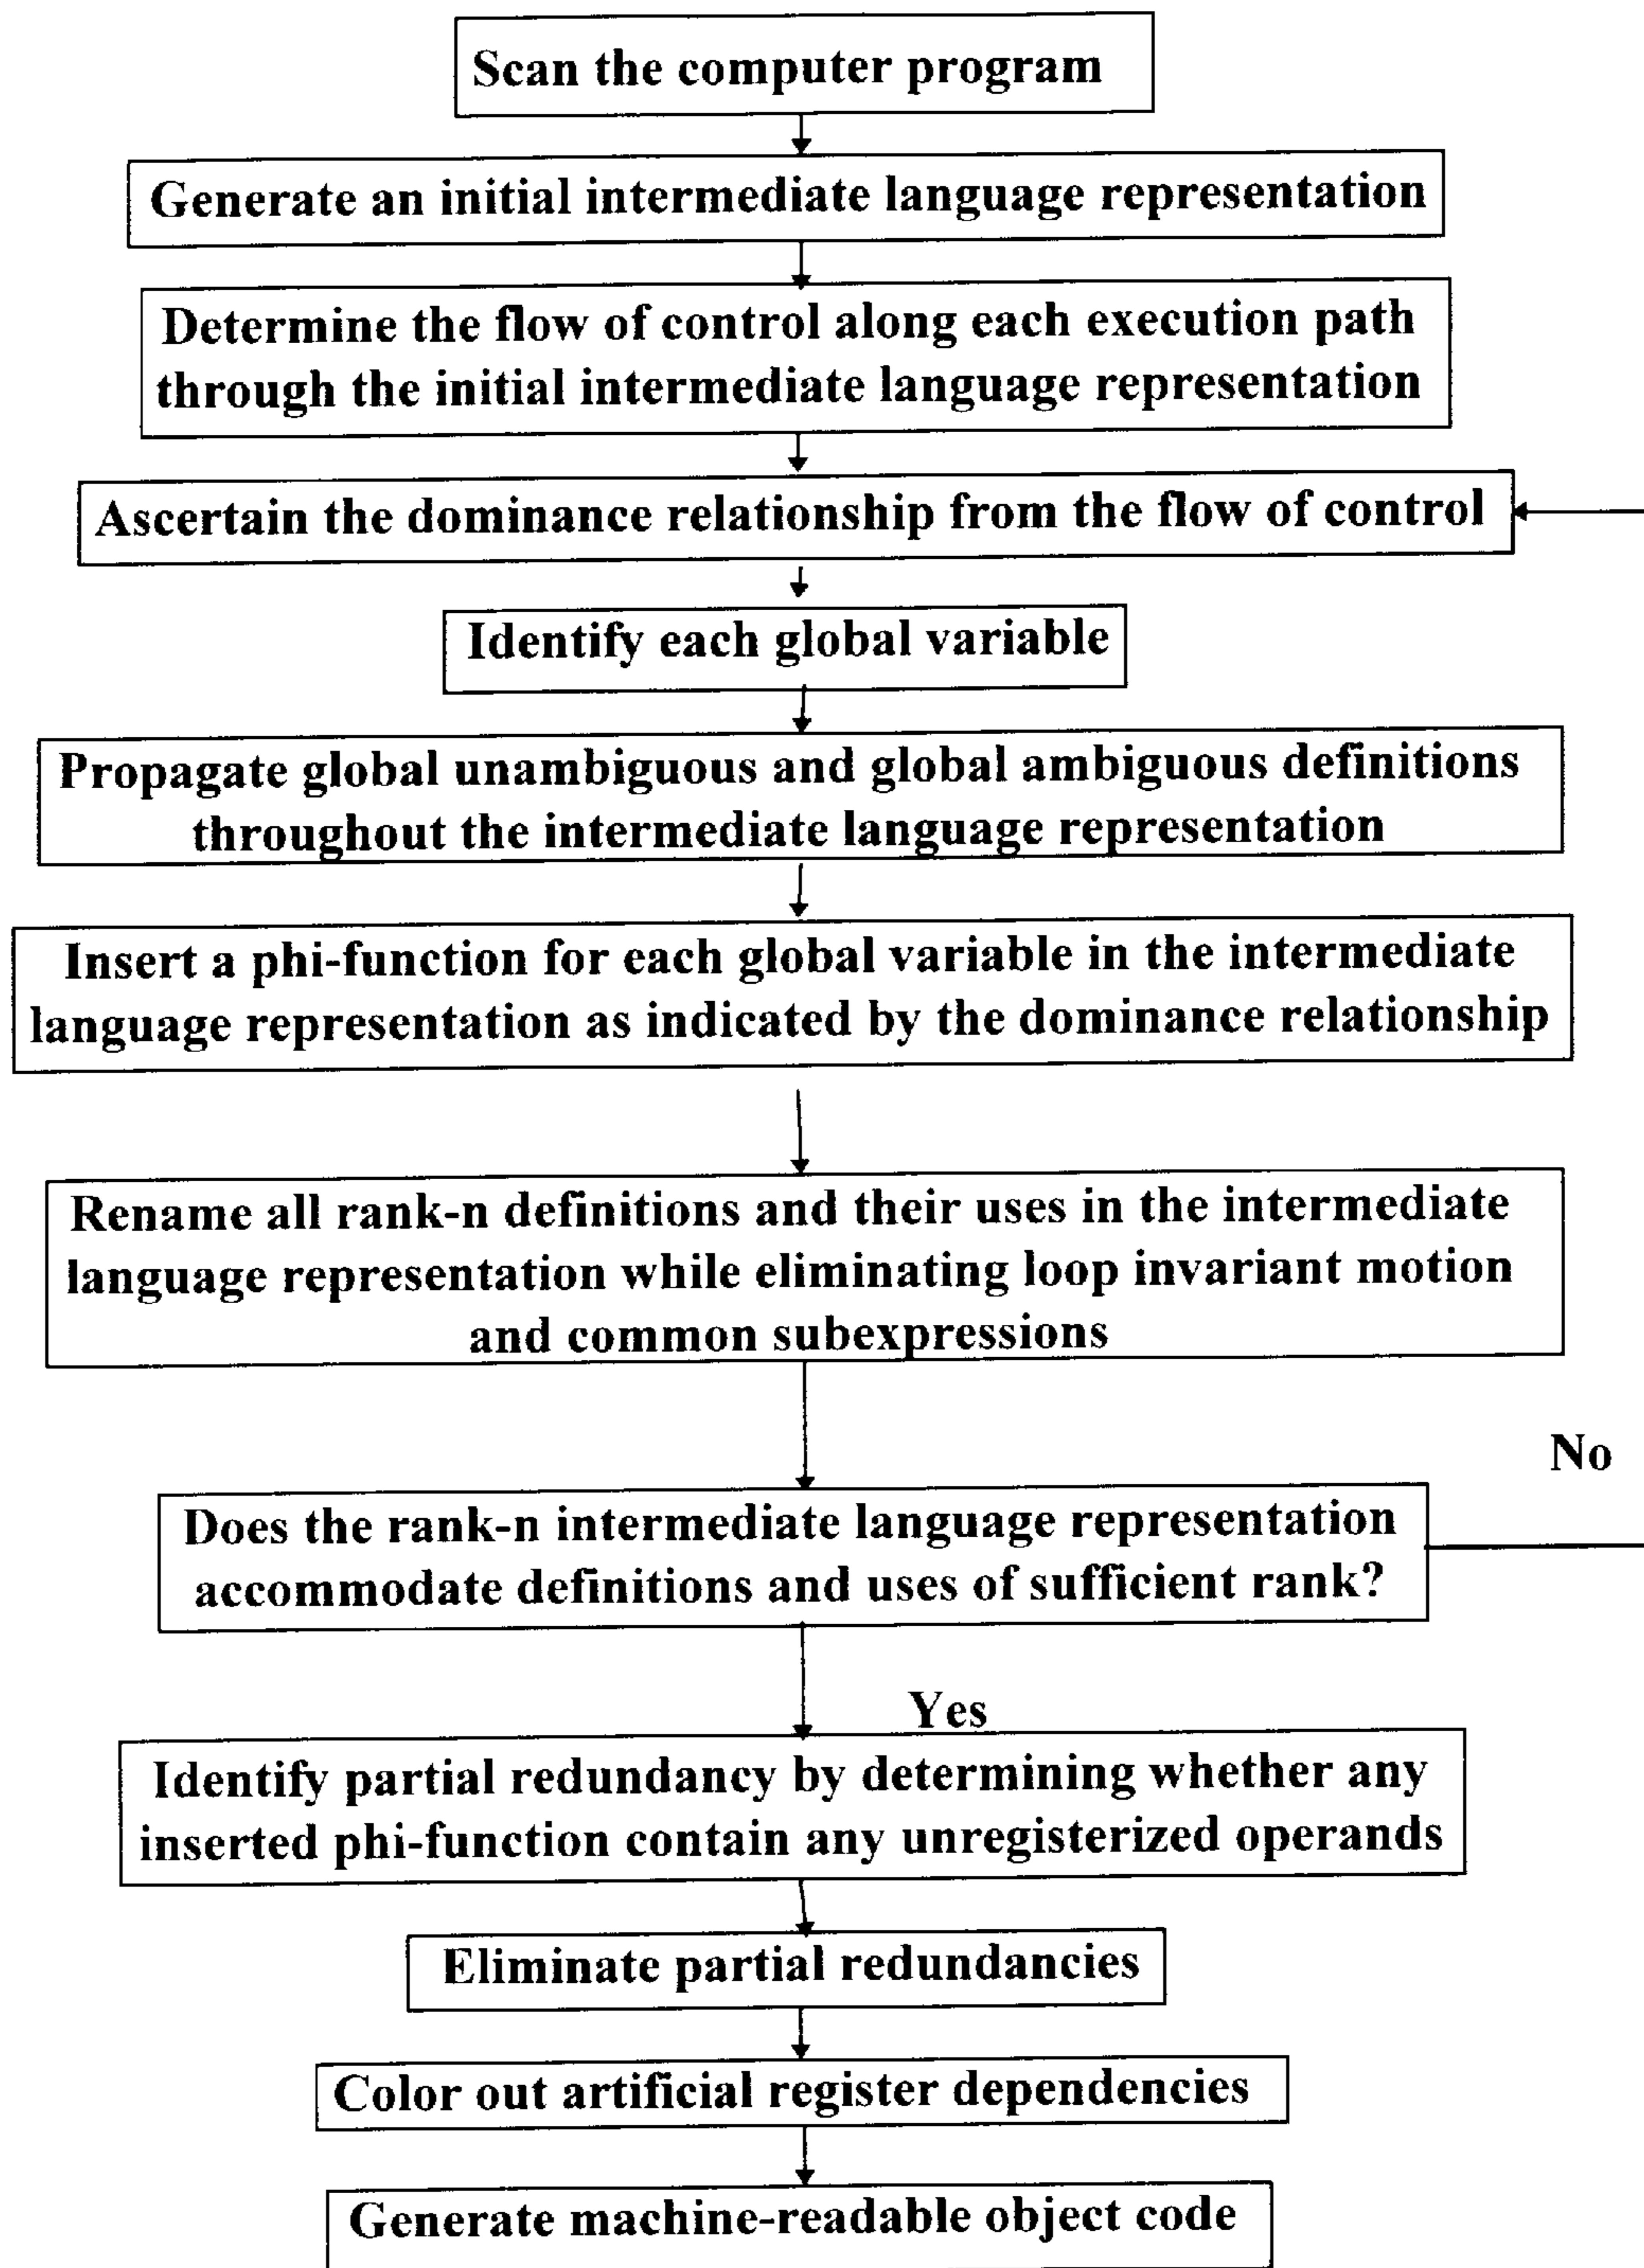 Scan the computer program
Generate an initial intermediate language representation
Determine the flow of control along each execution path
through the initial intermediate language representation
Ascertain the dominance relationship from the flow of control
Identify each global variable
Propagate global unambiguous and global ambiguous definitions
throughout the intermediate language representation
Insert a phi-function for each global variable in the intermediate
language representation as indicated by the dominance relationship
Rename all rank-n definitions and their uses in the intermediate
language representation while eliminating loop invariant motion
and common subexpressions
No
Does the rank-n intermediate language representation
accommodate definitions and uses of sufficient rank?
Yes
Identify partial redundancy by determining whether any
inserted phi-function contain any unregisterized operands
Eliminate partial redundancies
Color out artificial register dependencies
Generate machine-readable object code